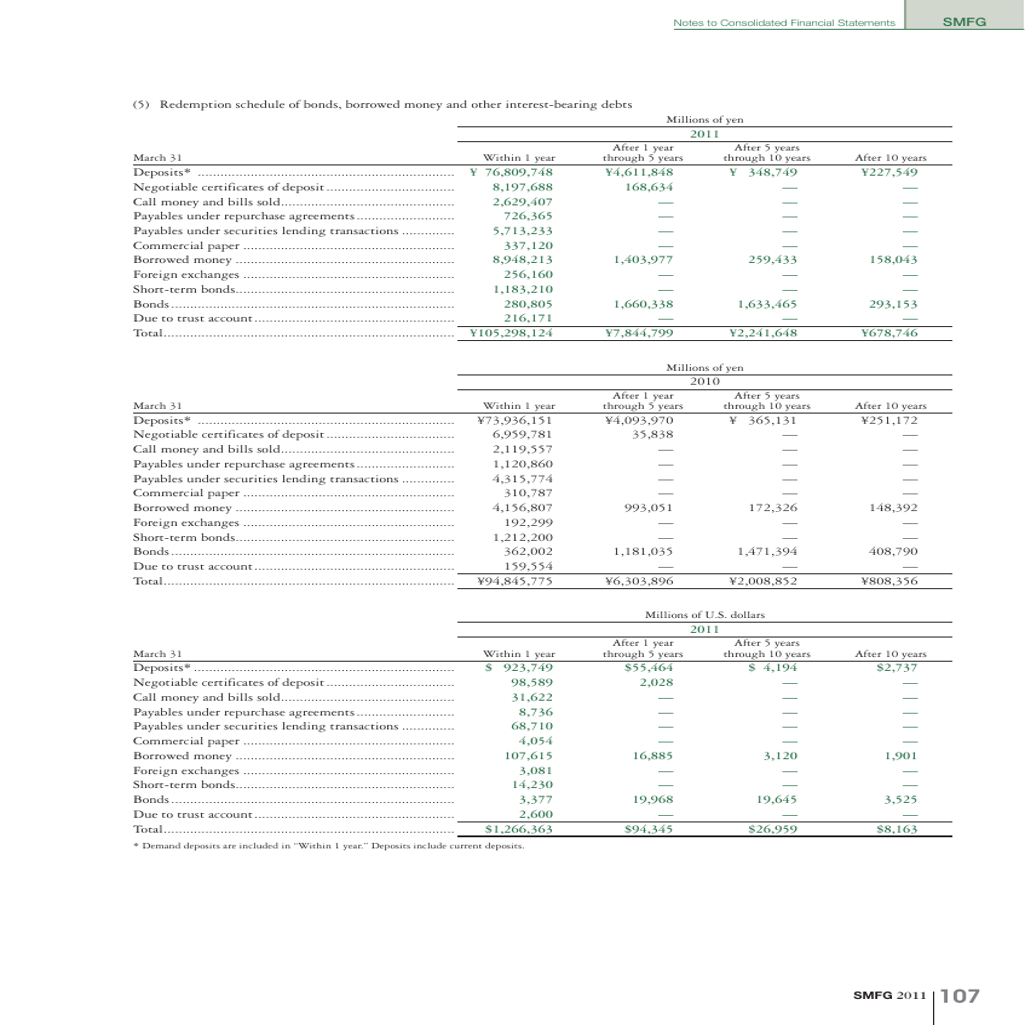 Notes to Consolidated Financial Statements SMFG
(5) Redemption schedule of bonds, borrowed money and other interest-bearing debts
Millions of yen
2011
After 1 year After 5 years
March 31 Within 1 year through 5 years through 10 years After 10 years
Deposits* ¥ 76,809,748 ¥4,611,848 ¥ 348,749 ¥227,549
Negotiable certificates of deposit 8,197,688 168,634 — —
Call money and bills sold 2,629,407 — — —
Payables under repurchase agreements 726,365 — — —
Payables under securities lending transactions 5,713,233 — — —
Commercial paper 337,120 — — —
Borrowed money 8,948,213 1,403,977 259,433 158,043
Foreign exchanges 256,160 — — —
Short-term bonds 1,183,210 — — —
Bonds 280,805 1,660,338 1,633,465 293,153
Due to trust account 216,171 — — —
Total ¥105,298,124 ¥7,844,799 ¥2,241,648 ¥678,746
Millions of yen
2010
After 1 year After 5 years
March 31 Within 1 year through 5 years through 10 years After 10 years
Deposits* ¥73,936,151 ¥4,093,970 ¥ 365,131 ¥251,172
Negotiable certificates of deposit 6,959,781 35,838 — —
Call money and bills sold 2,119,557 — — —
Payables under repurchase agreements 1,120,860 — — —
Payables under securities lending transactions 4,315,774 — — —
Commercial paper 310,787 — — —
Borrowed money 4,156,807 993,051 172,326 148,392
Foreign exchanges 192,299 — — —
Short-term bonds 1,212,200 — — —
Bonds 362,002 1,181,035 1,471,394 408,790
Due to trust account 159,554 — — —
Total ¥94,845,775 ¥6,303,896 ¥2,008,852 ¥808,356
Millions of U.S. dollars
2011
After 1 year After 5 years
March 31 Within 1 year through 5 years through 10 years After 10 years
Deposits* $ 923,749 $55,464 $ 4,194 $2,737
Negotiable certificates of deposit 98,589 2,028 — —
Call money and bills sold 31,622 — — —
Payables under repurchase agreements 8,736 — — —
Payables under securities lending transactions 68,710 — — —
Commercial paper 4,054 — — —
Borrowed money 107,615 16,885 3,120 1,901
Foreign exchanges 3,081 — — —
Short-term bonds 14,230 — — —
Bonds 3,377 19,968 19,645 3,525
Due to trust account 2,600 — — —
Total $1,266,363 $94,345 $26,959 $8,163
* Demand deposits are included in “Within 1 year.” Deposits include current deposits.
SMFG 2011 107